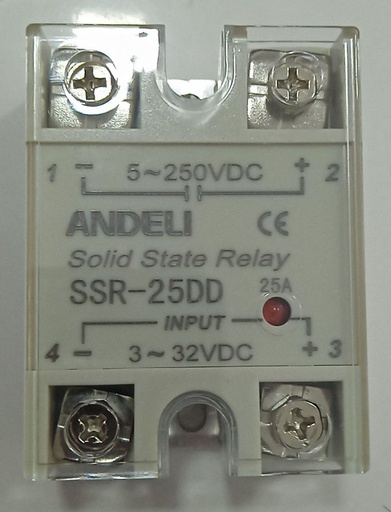 1 − 5~250VDC + 2
ANDELI CE
Solid State Relay
SSR-25DD 25A
INPUT
4 − 3~32VDC + 3